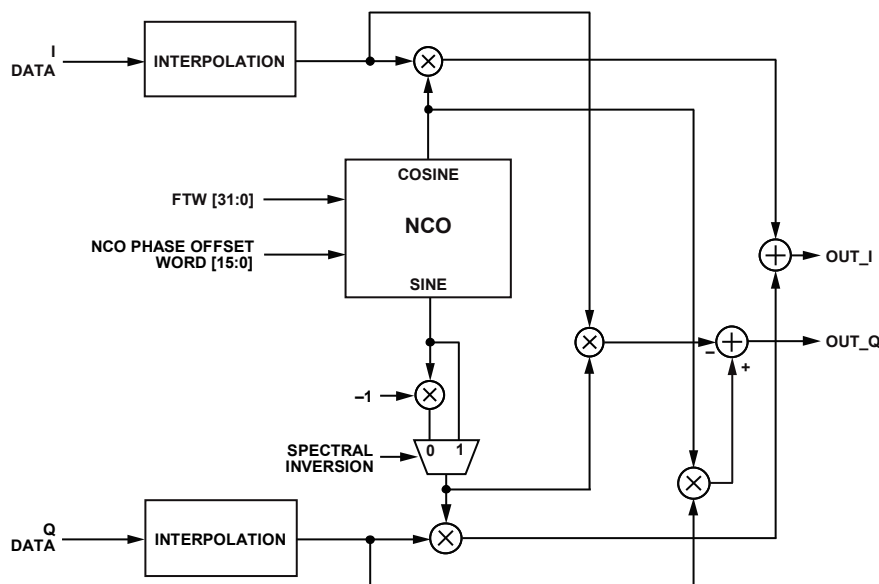 I
DATA
INTERPOLATION
COSINE
FTW [31:0]
NCO
NCO PHASE OFFSET
WORD [15:0]
SINE
OUT_I
OUT_Q
–
+
–1
0 1
SPECTRAL
INVERSION
Q
DATA
INTERPOLATION